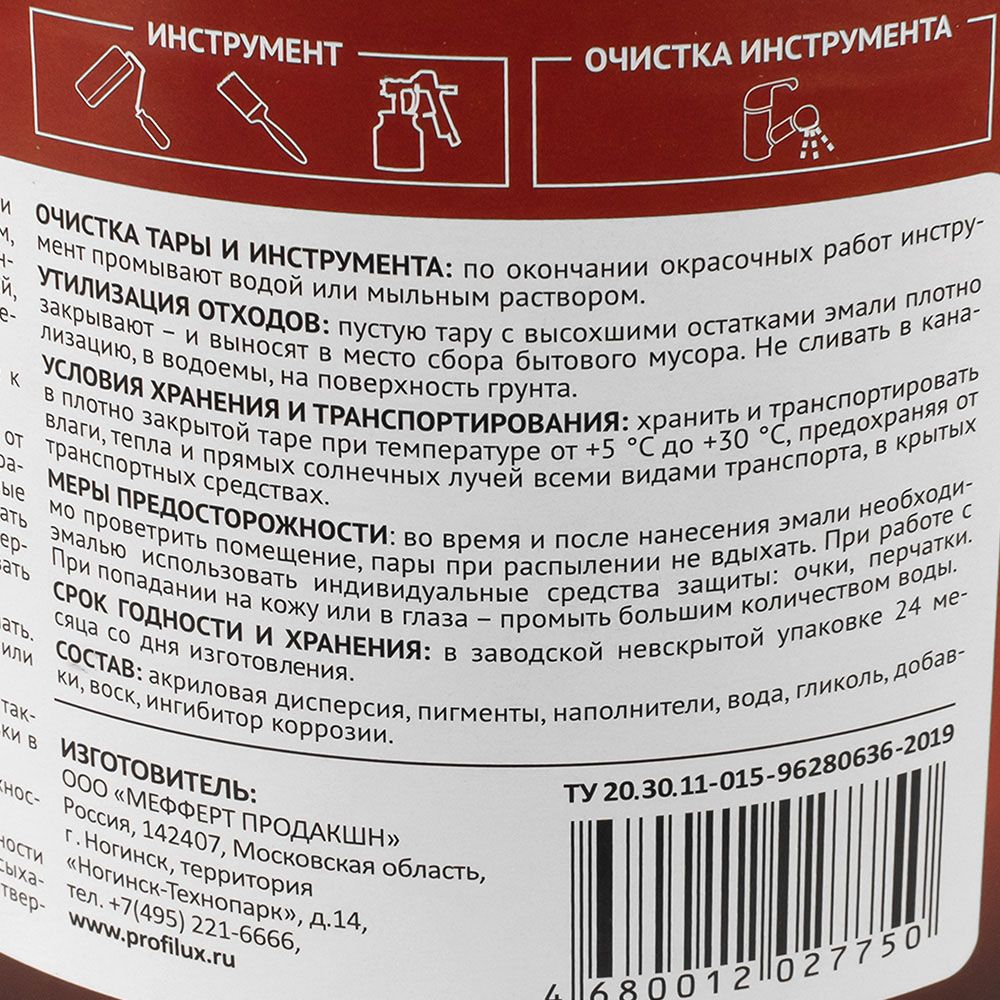 ИНСТРУМЕНТ
ОЧИСТКА ИНСТРУМЕНТА
ОЧИСТКА ТАРЫ И ИНСТРУМЕНТА: по окончании окрасочных работ инстру-
мент промывают водой или мыльным раствором.
УТИЛИЗАЦИЯ ОТХОДОВ: пустую тару с высохшими остатками эмали плотно
закрывают – и выносят в место сбора бытового мусора. Не сливать в кана-
лизацию, в водоемы, на поверхность грунта.
УСЛОВИЯ ХРАНЕНИЯ И ТРАНСПОРТИРОВАНИЯ: хранить и транспортировать
в плотно закрытой таре при температуре от +5 °С до +30 °С, предохраняя от
влаги, тепла и прямых солнечных лучей всеми видами транспорта, в крытых
транспортных средствах.
МЕРЫ ПРЕДОСТОРОЖНОСТИ: во время и после нанесения эмали необходи-
мо проветрить помещение, пары при распылении не вдыхать. При работе с
эмалью использовать индивидуальные средства защиты: очки, перчатки.
При попадании на кожу или в глаза – промыть большим количеством воды.
СРОК ГОДНОСТИ И ХРАНЕНИЯ: в заводской невскрытой упаковке 24 ме-
сяца со дня изготовления.
СОСТАВ: акриловая дисперсия, пигменты, наполнители, вода, гликоль, добав-
ки, воск, ингибитор коррозии.
ИЗГОТОВИТЕЛЬ:
ООО «МЕФФЕРТ ПРОДАКШН»
Россия, 142407, Московская область,
г. Ногинск, территория
«Ногинск-Технопарк», д.14,
тел. +7(495) 221-6666,
www.profilux.ru
ТУ 20.30.11-015-96280636-2019
4 680012 027750